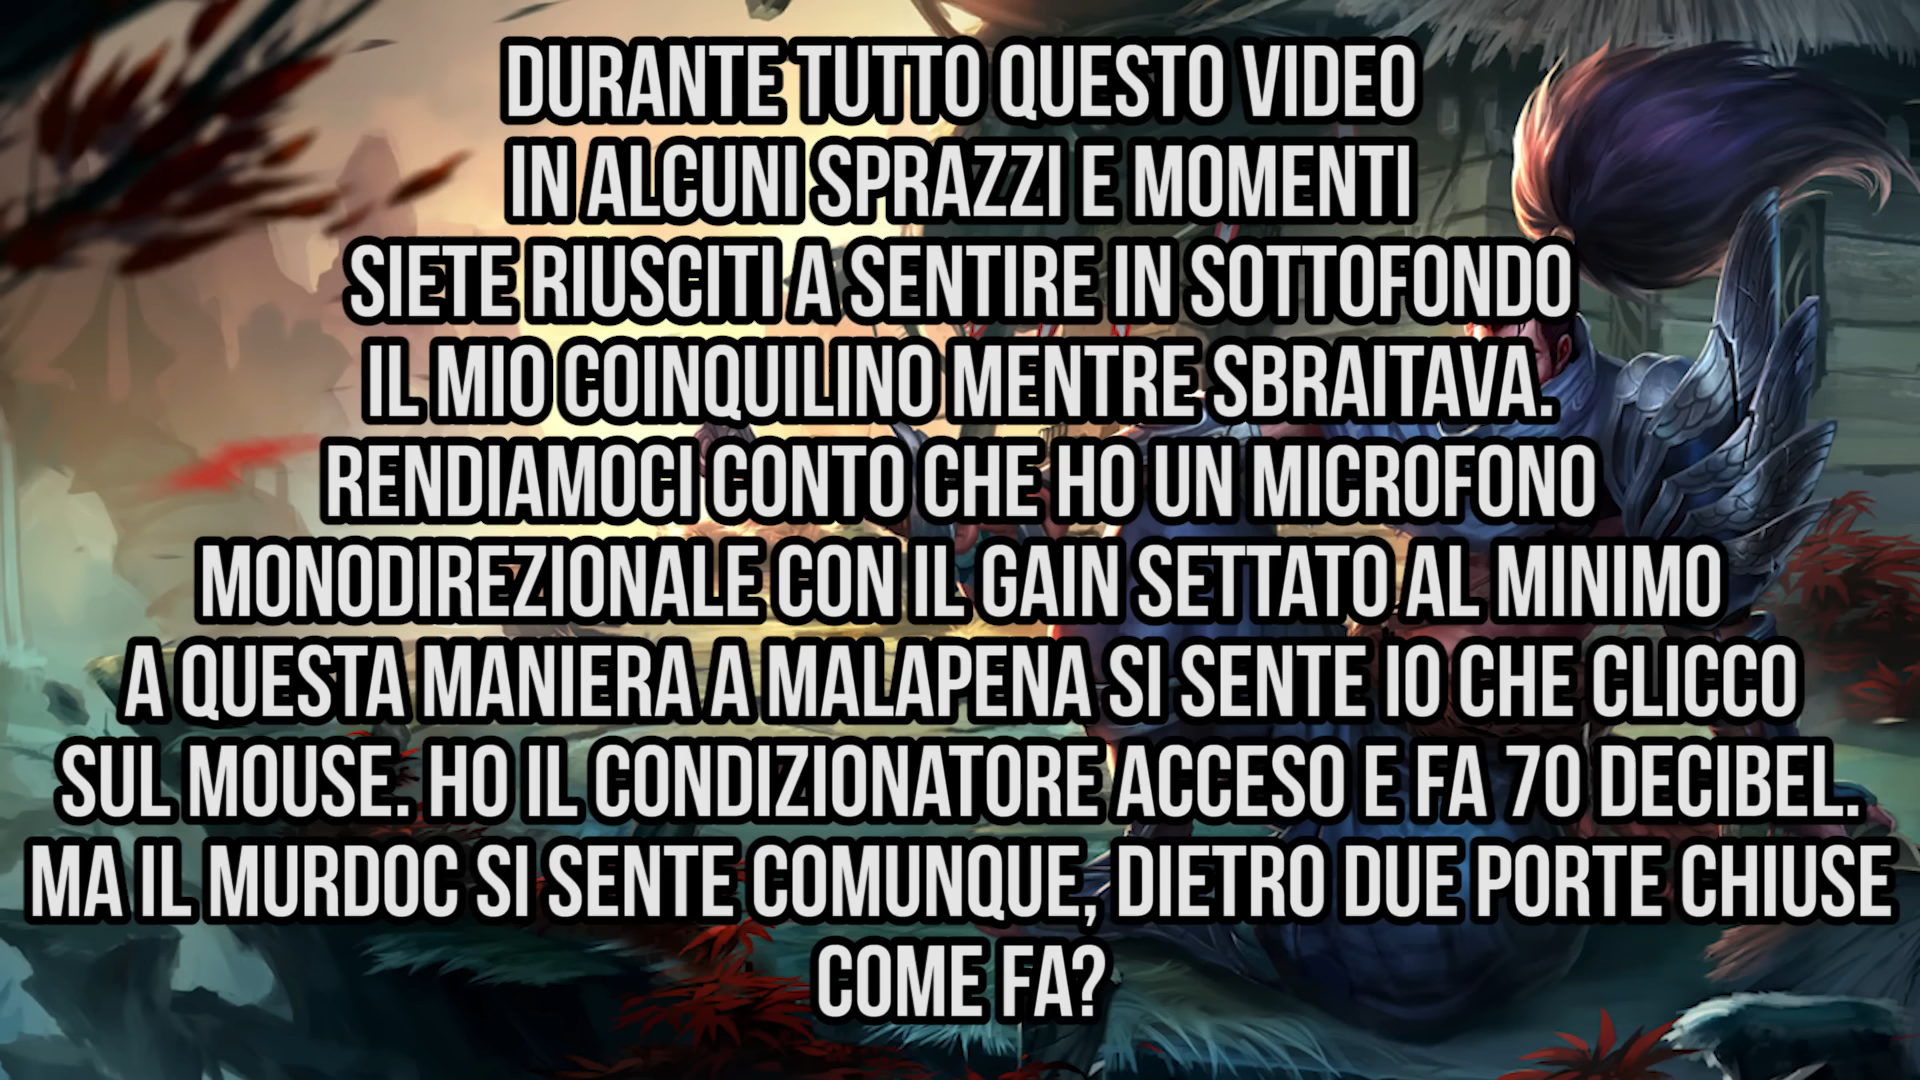 DURANTE TUTTO QUESTO VIDEO
IN ALCUNI SPRAZZI E MOMENTI
SIETE RIUSCITI A SENTIRE IN SOTTOFONDO
IL MIO COINQUILINO MENTRE SBRAITAVA.
RENDIAMOCI CONTO CHE HO UN MICROFONO
MONODIREZIONALE CON IL GAIN SETTATO AL MINIMO
A QUESTA MANIERA A MALAPENA SI SENTE IO CHE CLICCO
SUL MOUSE. HO IL CONDIZIONATORE ACCESO E FA 70 DECIBEL.
MA IL MURDOC SI SENTE COMUNQUE, DIETRO DUE PORTE CHIUSE
COME FA?